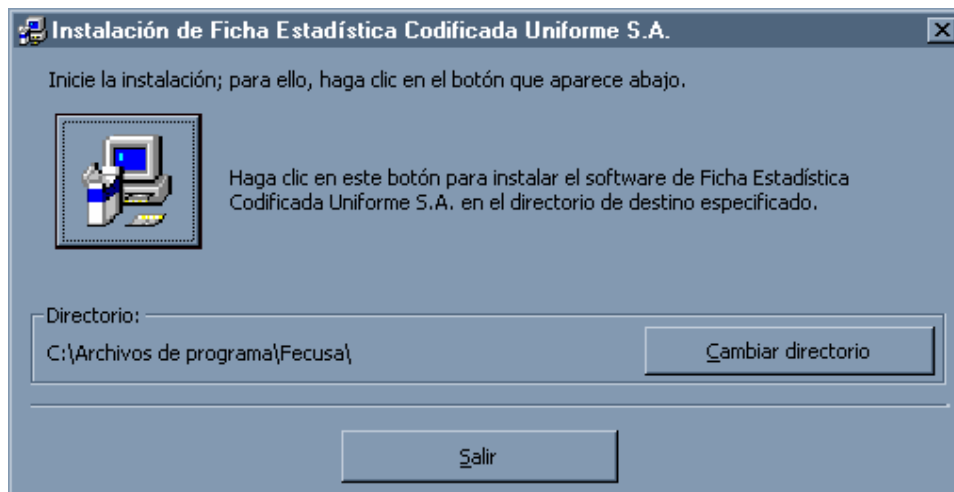 Instalación de Ficha Estadística Codificada Uniforme S.A.
Inicie la instalación; para ello, haga clic en el botón que aparece abajo.
Haga clic en este botón para instalar el software de Ficha Estadística
Codificada Uniforme S.A. en el directorio de destino especificado.
Directorio:
C:\Archivos de programa\Fecusa\
Cambiar directorio
Salir